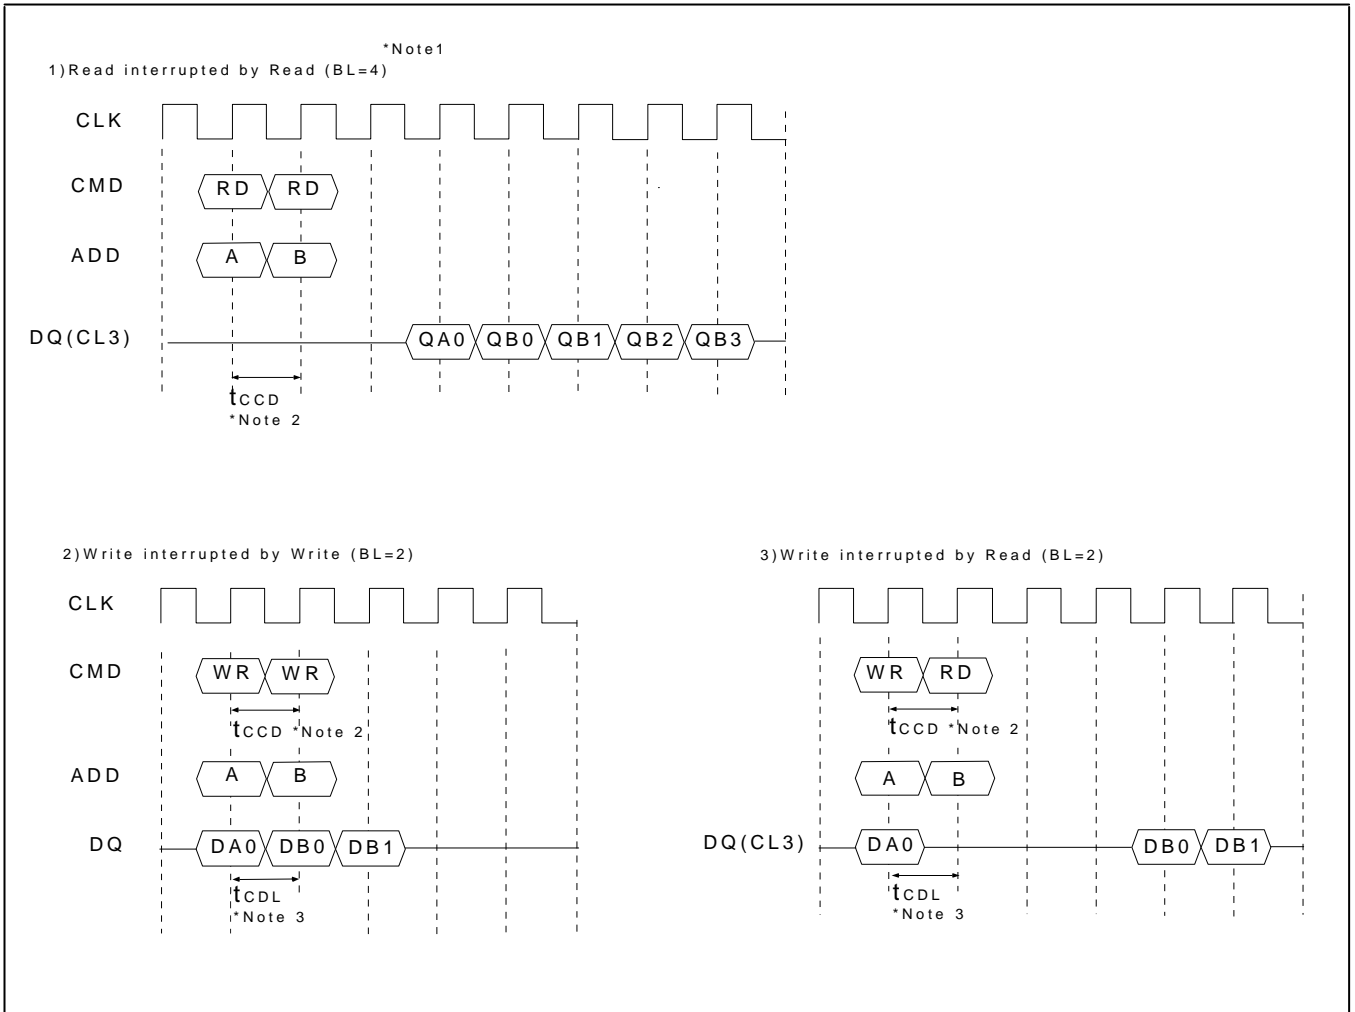 *Note1
1)Read interrupted by Read (BL=4)
CLK
CMD RD RD
ADD A B
DQ(CL3) QA0 QB0 QB1 QB2 QB3
tCCD
*Note 2
2)Write interrupted by Write (BL=2)
CLK
CMD WR WR
tCCD *Note 2
ADD A B
DQ DA0 DB0 DB1
tCDL
*Note 3
3)Write interrupted by Read (BL=2)
WR RD
tCCD *Note 2
A B
DQ(CL3) DA0 DB0 DB1
tCDL
*Note 3